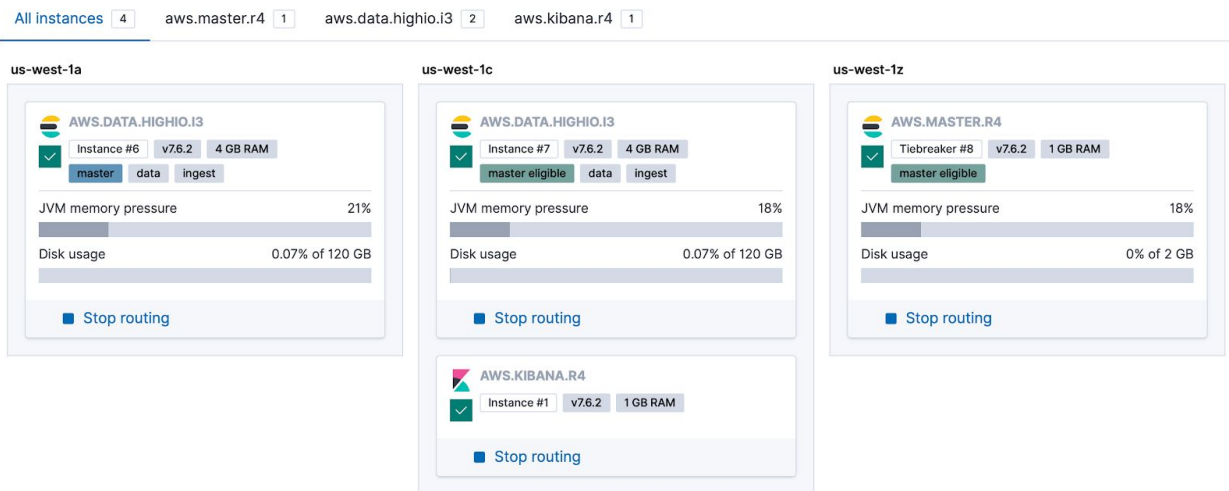 All instances 4 aws.master.r4 1 aws.data.highio.i3 2 aws.kibana.r4 1
us-west-1a
AWS.DATA.HIGHIO.I3
Instance #6 v7.6.2 4 GB RAM
master data ingest
JVM memory pressure 21%
Disk usage 0.07% of 120 GB
Stop routing
us-west-1c
AWS.DATA.HIGHIO.I3
Instance #7 v7.6.2 4 GB RAM
master eligible data ingest
JVM memory pressure 18%
Disk usage 0.07% of 120 GB
Stop routing
AWS.KIBANA.R4
Instance #1 v7.6.2 1 GB RAM
Stop routing
us-west-1z
AWS.MASTER.R4
Tiebreaker #8 v7.6.2 1 GB RAM
master eligible
JVM memory pressure 18%
Disk usage 0% of 2 GB
Stop routing